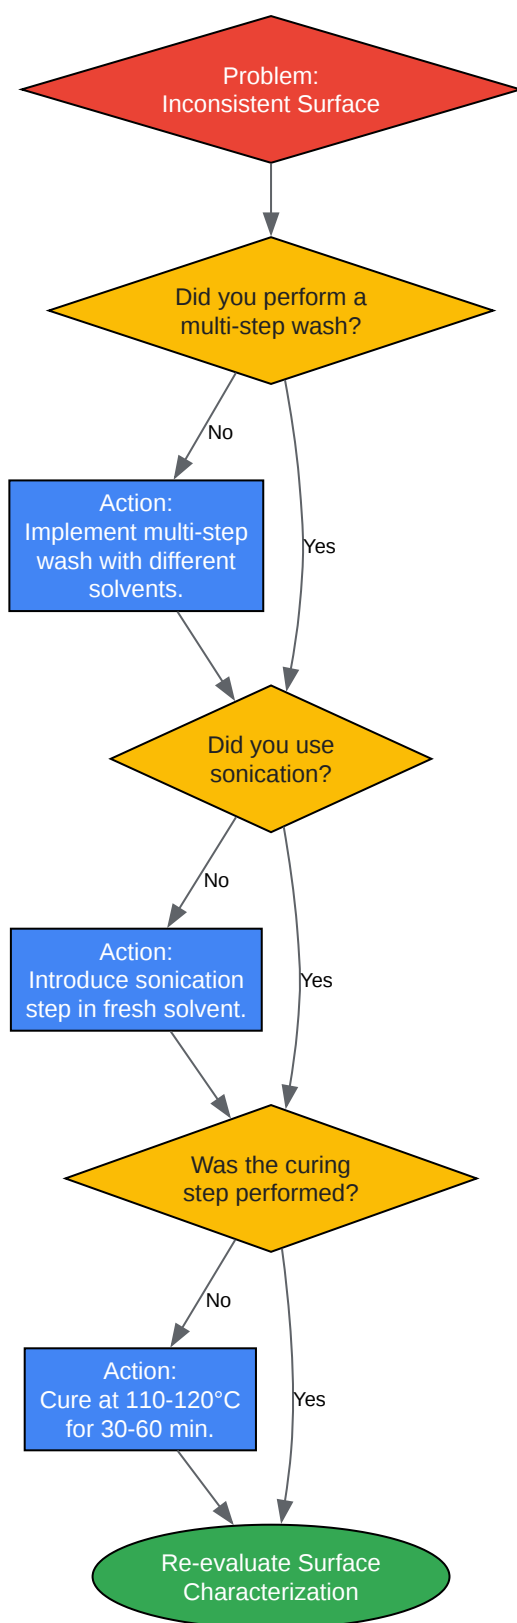 Problem:
Inconsistent Surface
Did you perform a
multi-step wash?
No
Action:
Implement multi-step
wash with different
solvents.
Yes
Did you use
sonication?
No
Action:
Introduce sonication
step in fresh solvent.
Yes
Was the curing
step performed?
No
Action:
Cure at 110-120°C
for 30-60 min.
Yes
Re-evaluate Surface
Characterization